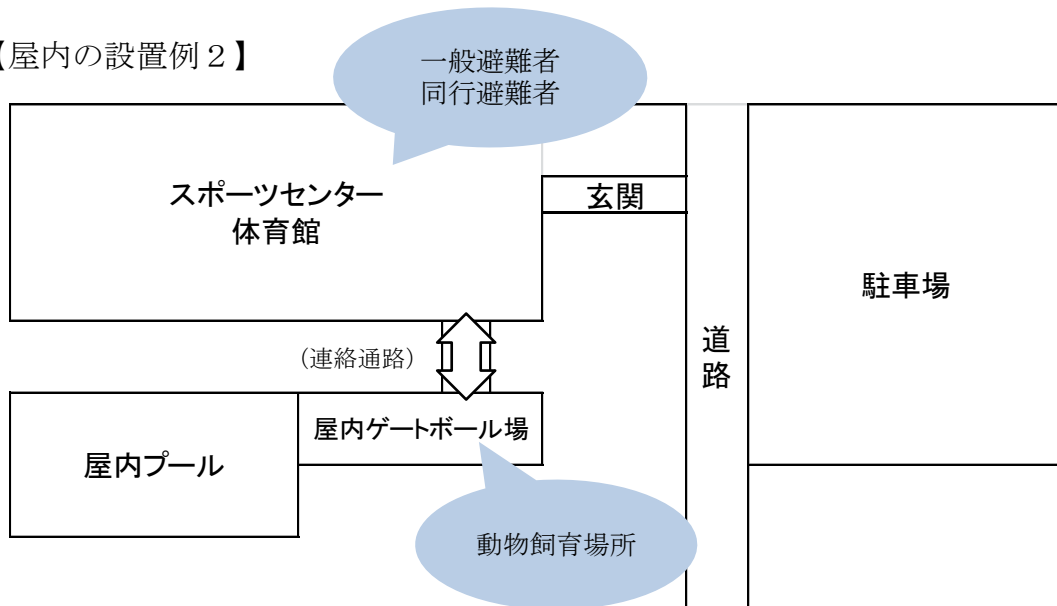 【屋内の設置例２】
一般避難者
同行避難者
スポーツセンター
体育館
玄関
駐車場
道路
(連絡通路)
屋内ゲートボール場
屋内プール
動物飼育場所